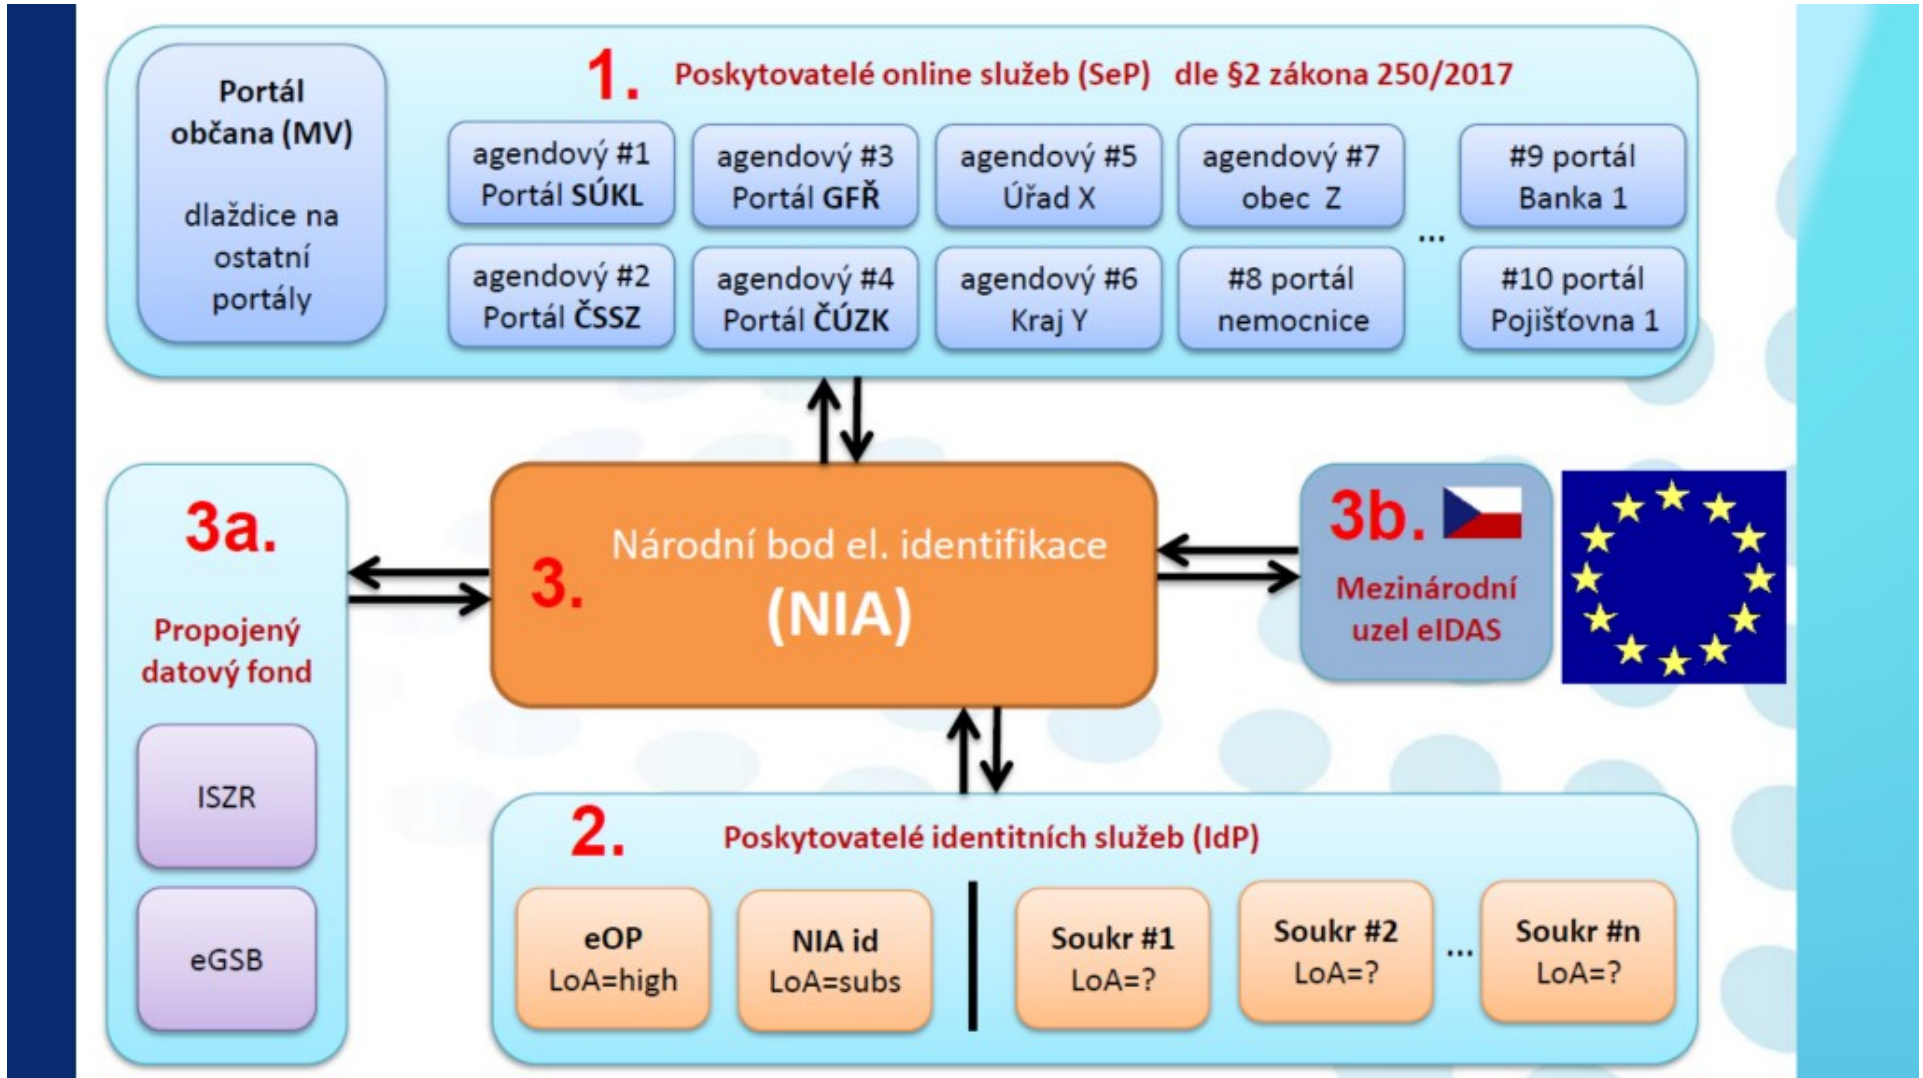 Portál
občana (MV)
dlaždice na
ostatní
portály
1. Poskytovatelé online služeb (SeP) dle §2 zákona 250/2017
agendový #1
Portál SÚKL
agendový #3
Portál GFŘ
agendový #5
Úřad X
agendový #7
obec Z
#9 portál
Banka 1
agendový #2
Portál ČSSZ
agendový #4
Portál ČÚZK
agendový #6
Kraj Y
#8 portál
nemocnice
...
#10 portál
Pojišťovna 1
3a.
Propojený
datový fond
ISZR
eGSB
3.
Národní bod el. identifikace
(NIA)
3b.
Mezinárodní
uzel eIDAS
2. Poskytovatelé identitních služeb (IdP)
eOP
LoA=high
NIA id
LoA=subs
Soukr #1
LoA=?
Soukr #2
LoA=?
...
Soukr #n
LoA=?